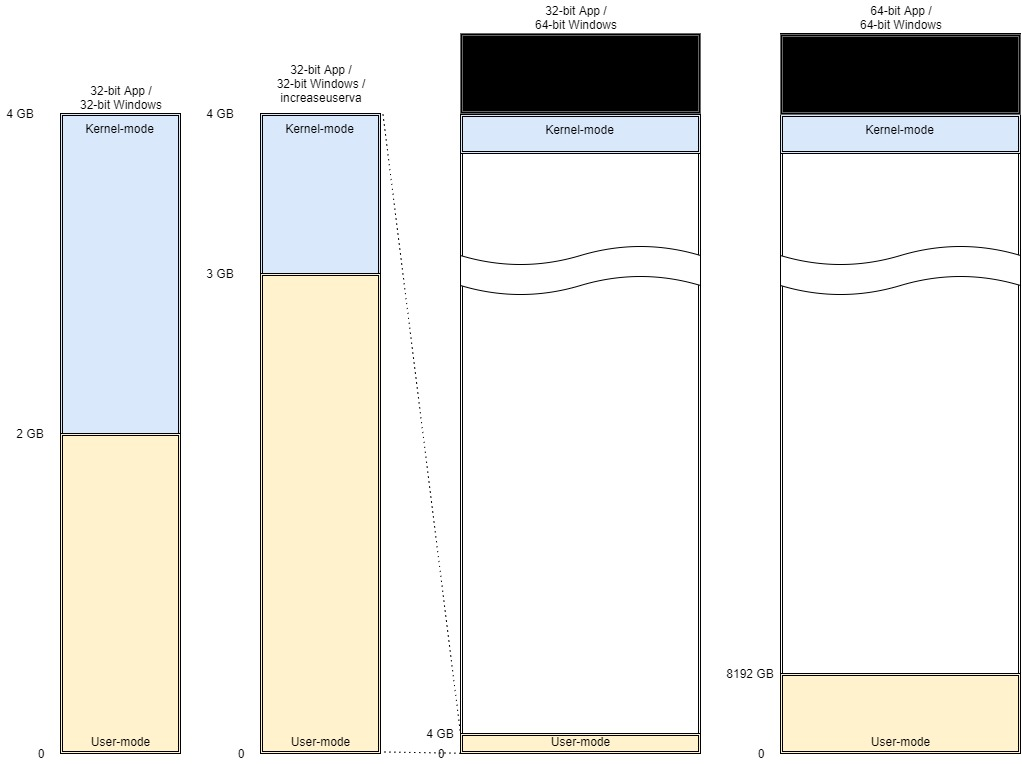 32-bit App /
32-bit Windows
4 GB
Kernel-mode
2 GB
User-mode
0
32-bit App /
32-bit Windows /
increaseuserva
4 GB
Kernel-mode
3 GB
User-mode
0
32-bit App /
64-bit Windows
Kernel-mode
4 GB
User-mode
0
64-bit App /
64-bit Windows
Kernel-mode
8192 GB
User-mode
0